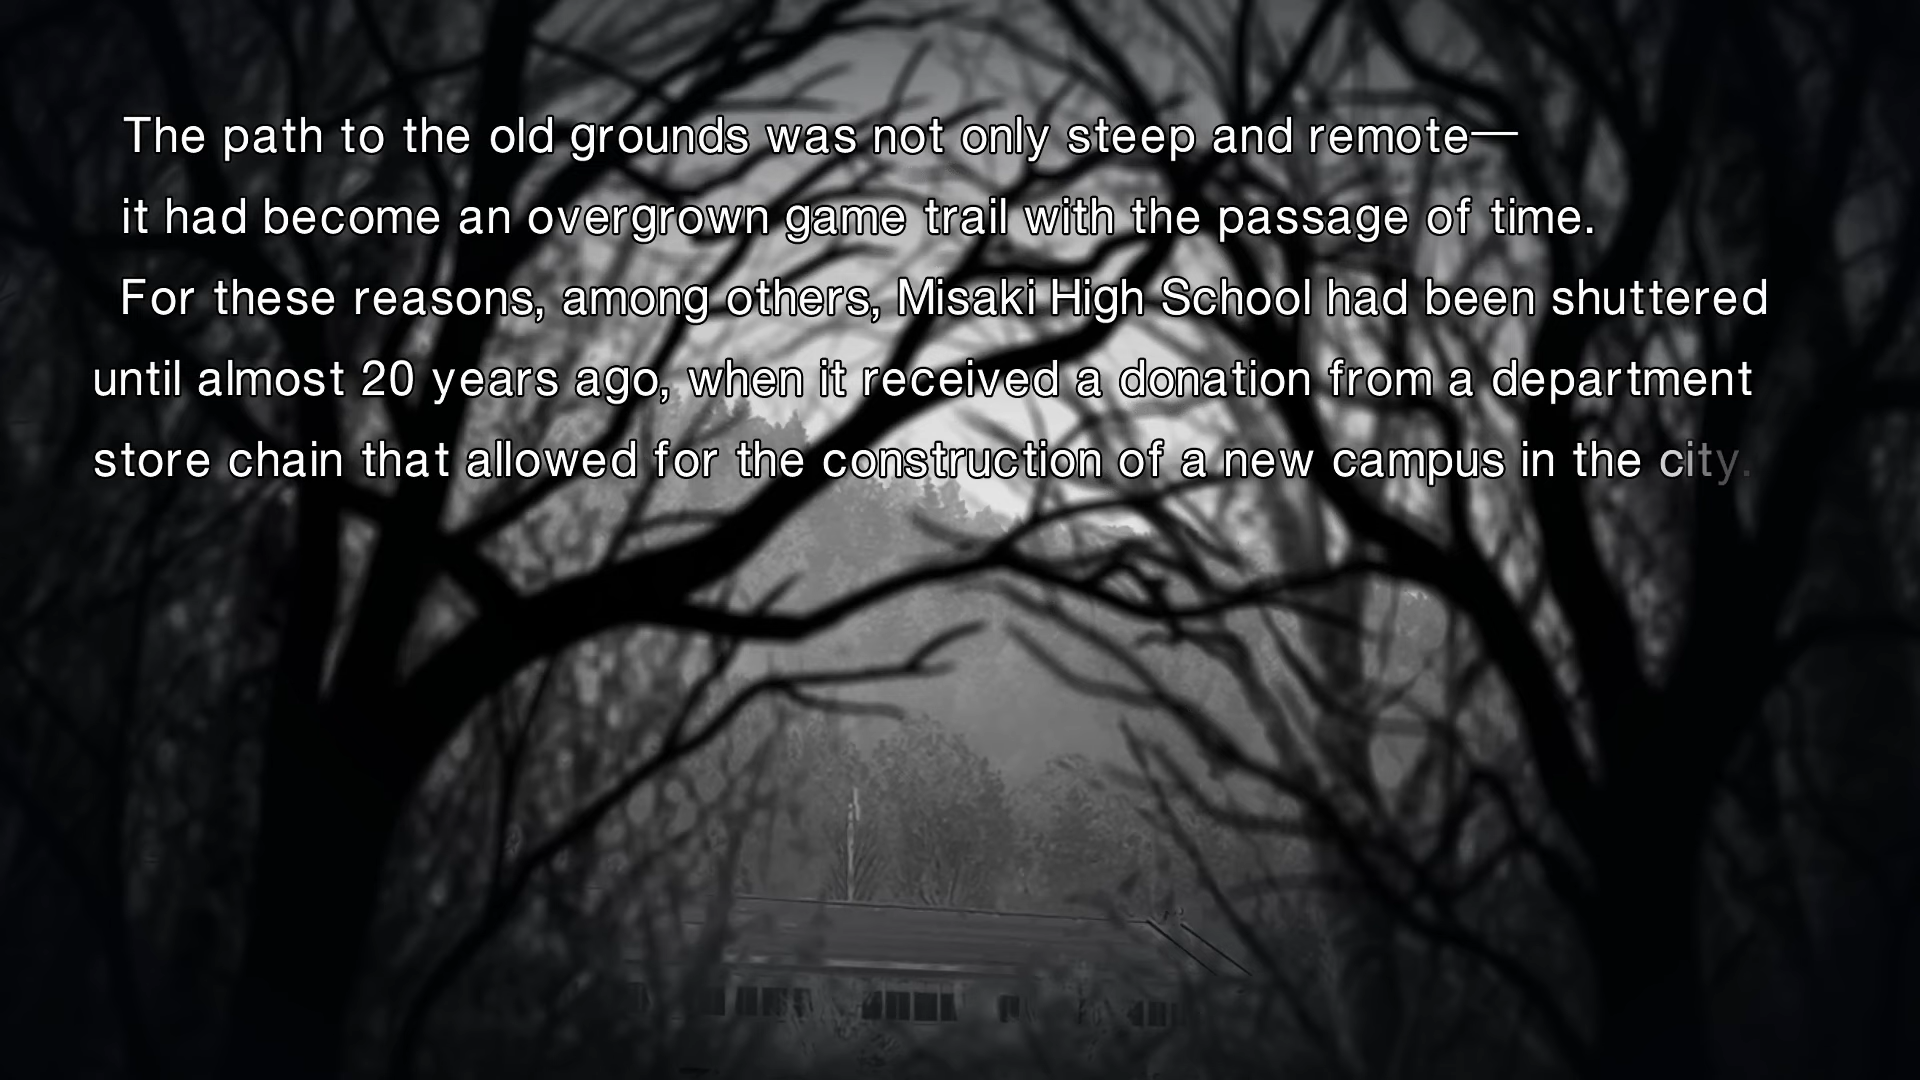 The path to the old grounds was not only steep and remote—
it had become an overgrown game trail with the passage of time.
For these reasons, among others, Misaki High School had been shuttered
until almost 20 years ago, when it received a donation from a department
store chain that allowed for the construction of a new campus in the city.